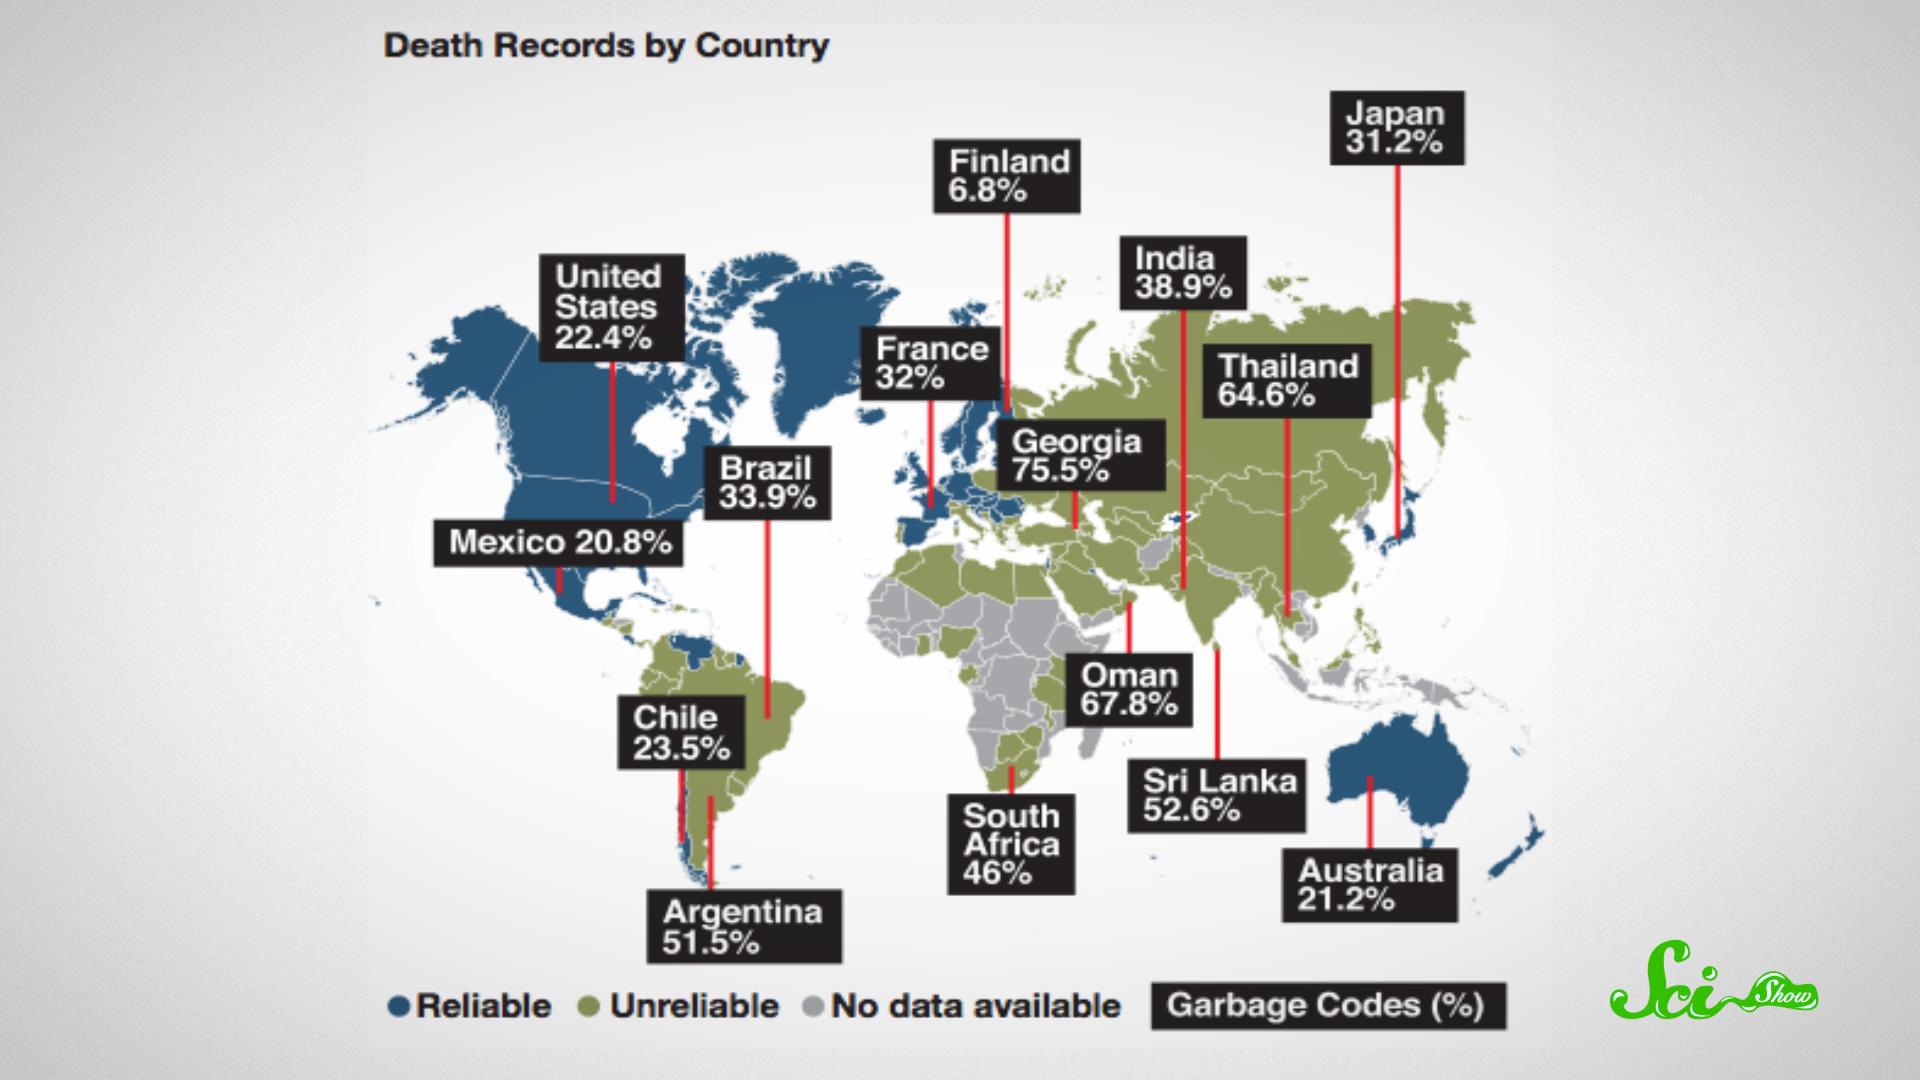 Death Records by Country
Japan
31.2%
Finland
6.8%
India
38.9%
United
States
22.4%
France
32%
Thailand
64.6%
Georgia
75.5%
Brazil
33.9%
Mexico 20.8%
Oman
67.8%
Chile
23.5%
Sri Lanka
52.6%
South
Africa
46%
Australia
21.2%
Argentina
51.5%
Reliable
Unreliable
No data available
Garbage Codes (%)
Sci Show